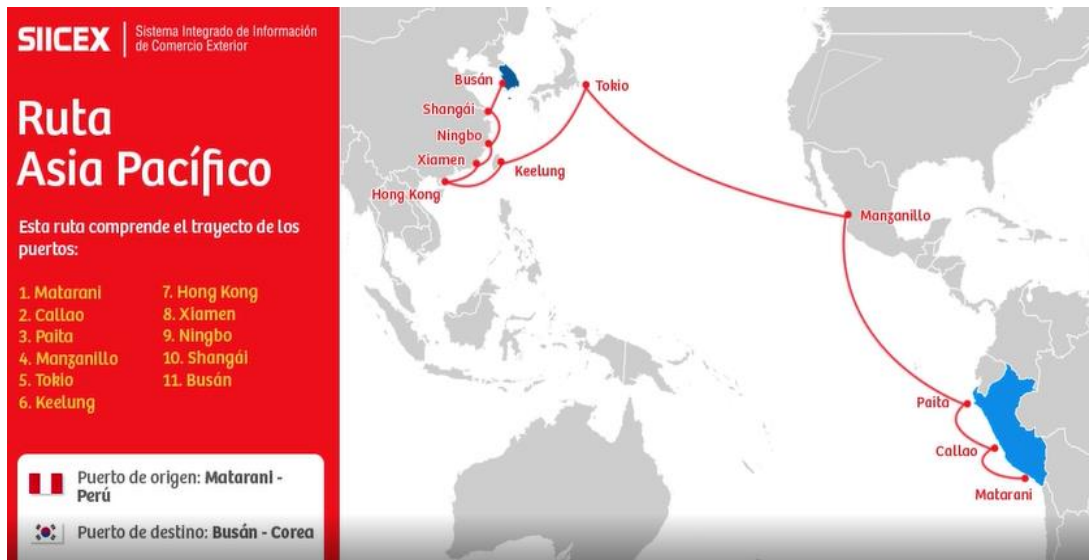 SIICEX
Sistema Integrado de Información
de Comercio Exterior
Ruta
Asia Pacífico
Esta ruta comprende el trayecto de los
puertos:
1. Matarani
2. Callao
3. Paita
4. Manzanillo
5. Tokio
6. Keelung
7. Hong Kong
8. Xiamen
9. Ningbo
10. Shangái
11. Busán
Puerto de origen: Matarani -
Perú
Puerto de destino: Busán - Corea
Busán
Tokio
Shangái
Ningbo
Xiamen
Keelung
Hong Kong
Manzanillo
Paita
Callao
Matarani